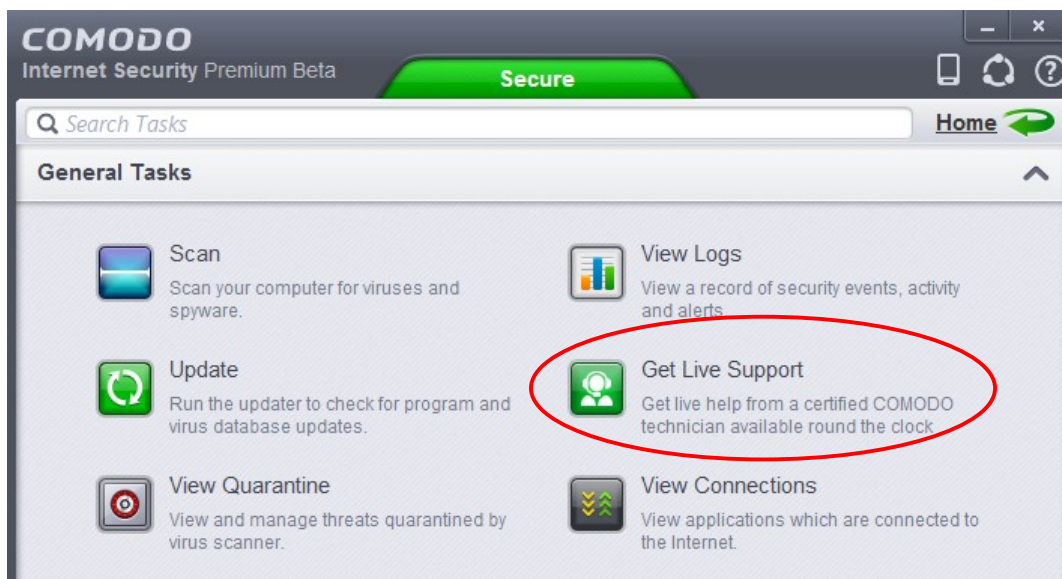 COMODO
Internet Security Premium Beta
Secure
Search Tasks
Home
General Tasks
Scan
Scan your computer for viruses and
spyware.
View Logs
View a record of security events, activity
and alerts.
Update
Run the updater to check for program and
virus database updates.
Get Live Support
Get live help from a certified COMODO
technician available round the clock
View Quarantine
View and manage threats quarantined by
virus scanner.
View Connections
View applications which are connected to
the Internet.